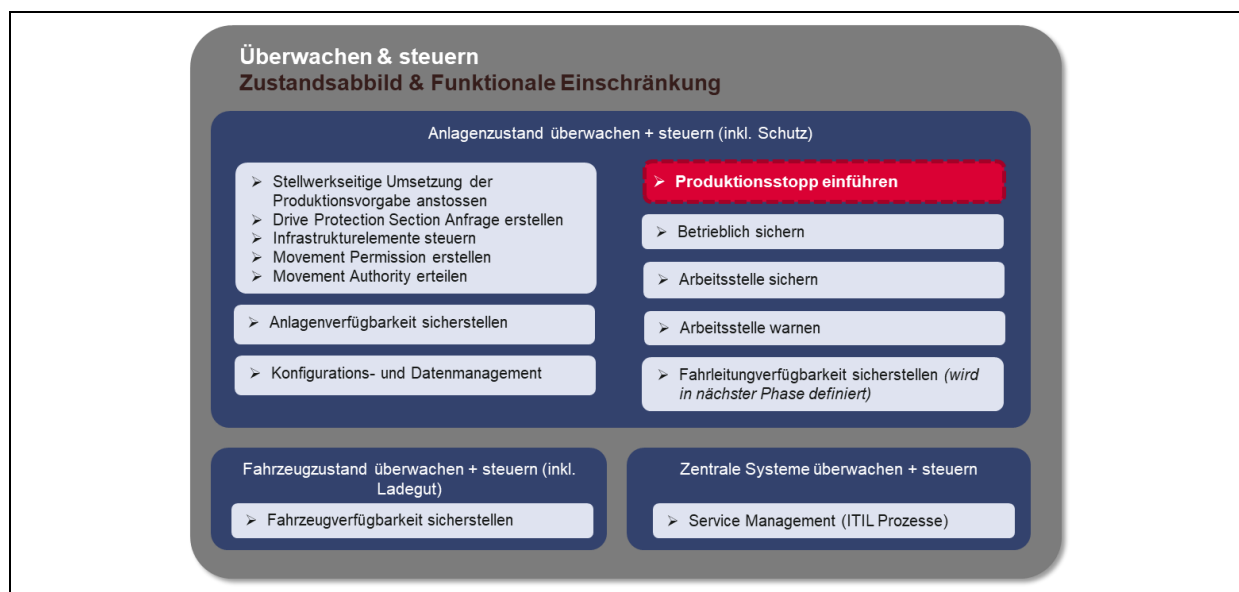 Überwachen & steuern
Zustandsabbild & Funktionale Einschränkung
Anlagenzustand überwachen + steuern (inkl. Schutz)
➢ Stellwerkseitige Umsetzung der
Produktionsvorgabe anstossen
➢ Drive Protection Section Anfrage erstellen
➢ Infrastrukturelemente steuern
➢ Movement Permission erstellen
➢ Movement Authority erteilen
➢ Anlagenverfügbarkeit sicherstellen
➢ Konfigurations- und Datenmanagement
➢ Produktionsstopp einführen
➢ Betrieblich sichern
➢ Arbeitsstelle sichern
➢ Arbeitsstelle warnen
➢ Fahrleitungverfügbarkeit sicherstellen (wird
in nächster Phase definiert)
Fahrzeugzustand überwachen + steuern (inkl.
Ladegut)
➢ Fahrzeugverfügbarkeit sicherstellen
Zentrale Systeme überwachen + steuern
➢ Service Management (ITIL Prozesse)